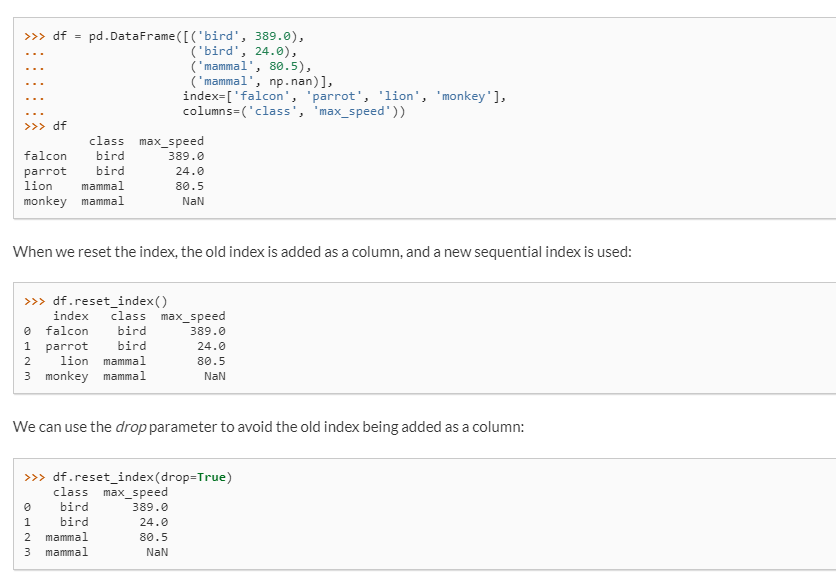 >>> df = pd.DataFrame([('bird', 389.0),
...                    ('bird', 24.0),
...                    ('mammal', 80.5),
...                    ('mammal', np.nan)],
...                   index=['falcon', 'parrot', 'lion', 'monkey'],
...                   columns=('class', 'max_speed'))
>>> df
         class  max_speed
falcon    bird      389.0
parrot    bird       24.0
lion    mammal       80.5
monkey  mammal        NaN
When we reset the index, the old index is added as a column, and a new sequential index is used:
>>> df.reset_index()
    index   class  max_speed
0  falcon    bird      389.0
1  parrot    bird       24.0
2    lion  mammal       80.5
3  monkey  mammal        NaN
We can use the drop parameter to avoid the old index being added as a column:
>>> df.reset_index(drop=True)
    class  max_speed
0    bird      389.0
1    bird       24.0
2  mammal       80.5
3  mammal        NaN